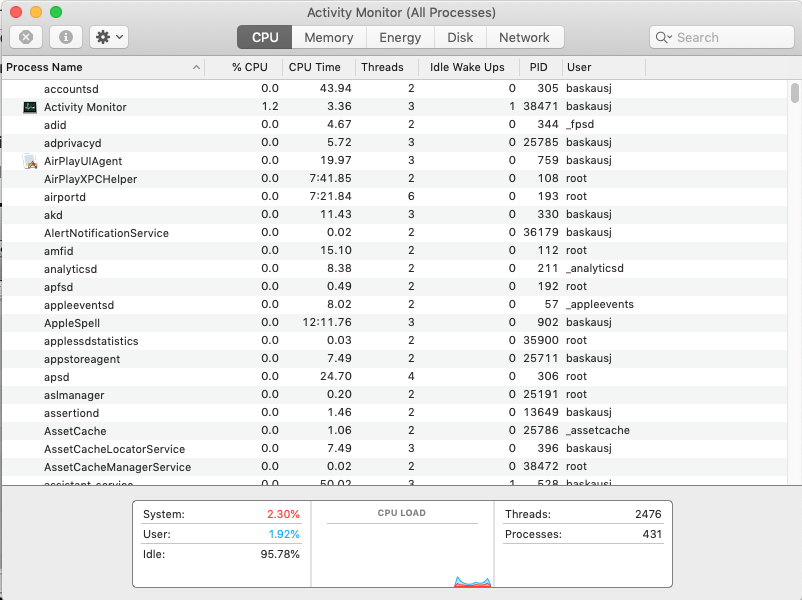 Activity Monitor (All Processes)
CPU Memory Energy Disk Network Search
Process Name % CPU CPU Time Threads Idle Wake Ups PID User
accountsd 0.0 43.94 2 0 305 baskausj
Activity Monitor 1.2 3.36 3 1 38471 baskausj
adid 0.0 4.67 2 0 344 _fpsd
adprivacyd 0.0 5.72 3 0 25785 baskausj
AirPlayUIAgent 0.0 19.97 3 0 759 baskausj
AirPlayXPCHelper 0.0 7:41.85 2 0 108 root
airportd 0.0 7:21.84 6 0 193 root
akd 0.0 11.43 3 0 330 baskausj
AlertNotificationService 0.0 0.02 2 0 36179 baskausj
amfid 0.0 15.10 2 0 112 root
analyticsd 0.0 8.38 2 0 211 _analyticsd
apfsd 0.0 0.49 2 0 192 root
appleeventsd 0.0 8.02 2 0 57 _appleevents
AppleSpell 0.0 12:11.76 3 0 902 baskausj
applessdstatistics 0.0 0.03 2 0 35900 root
appstoreagent 0.0 7.49 2 0 25711 baskausj
apsd 0.0 24.70 4 0 306 root
aslmanager 0.0 0.20 2 0 25191 root
assertiond 0.0 1.46 2 0 13649 baskausj
AssetCache 0.0 1.06 2 0 25786 _assetcache
AssetCacheLocatorService 0.0 7.49 3 0 396 baskausj
AssetCacheManagerService 0.0 0.02 2 0 38472 root
assistant_service 0.0 50.02 3 1 528 baskausj
System: 2.30% CPU LOAD Threads: 2476
User: 1.92% Processes: 431
Idle: 95.78%